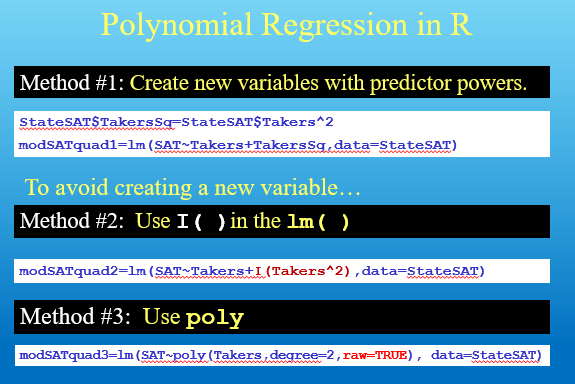 Polynomial Regression in R
Method #1: Create new variables with predictor powers.
StateSAT$TakersSq=StateSAT$Takers^2
modSATquad1=lm(SAT~Takers+TakersSq,data=StateSAT)
To avoid creating a new variable…
Method #2: Use I( )in the lm( )
modSATquad2=lm(SAT~Takers+I(Takers^2),data=StateSAT)
Method #3: Use poly
modSATquad3=lm(SAT~poly(Takers,degree=2,raw=TRUE), data=StateSAT)